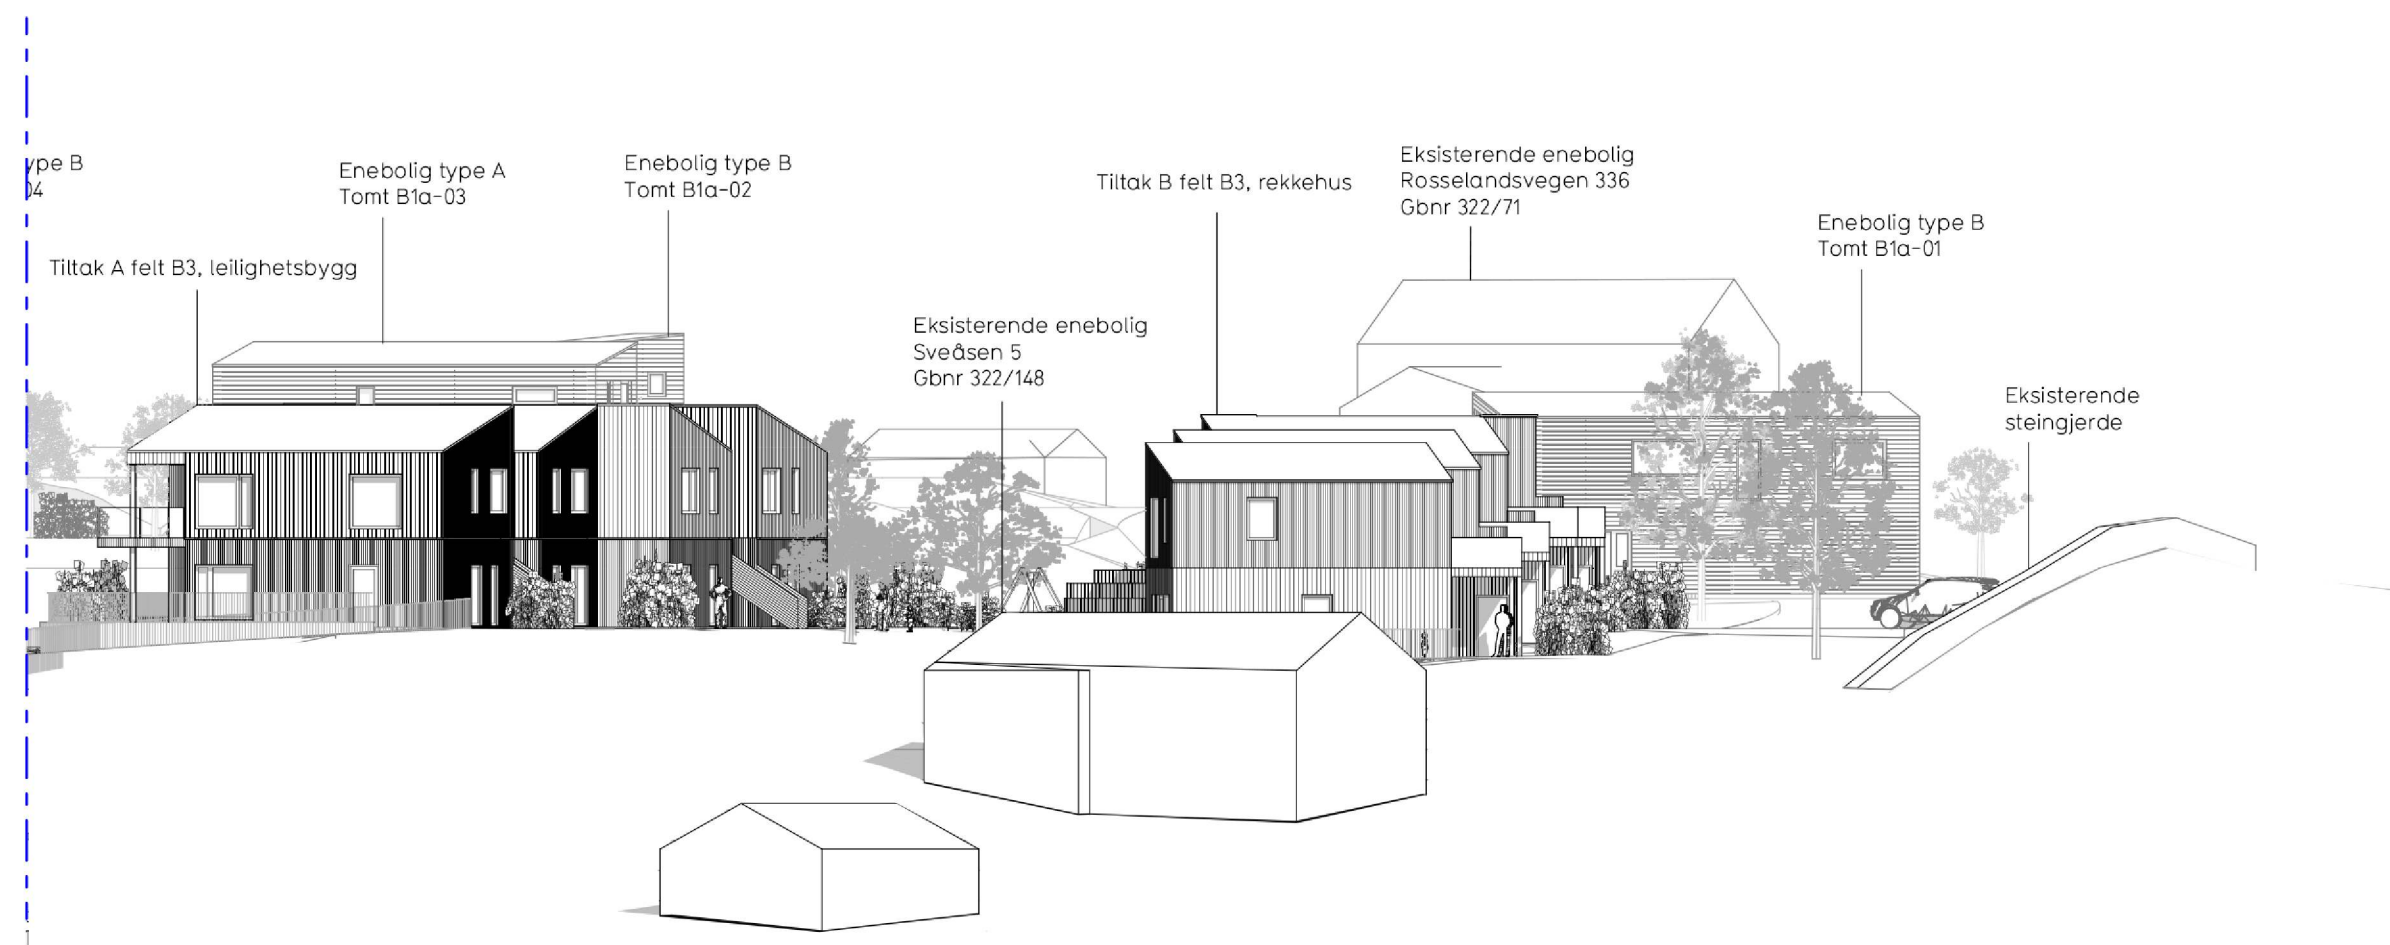 ype B
04
Enebolig type A
Tomt B1a-03
Enebolig type B
Tomt B1a-02
Tiltak A felt B3, leilighetsbygg
Eksisterende enebolig
Sveåsen 5
Gbnr 322/148
Tiltak B felt B3, rekkehus
Eksisterende enebolig
Rosselandsvegen 336
Gbnr 322/71
Enebolig type B
Tomt B1a-01
Eksisterende
steingjerde